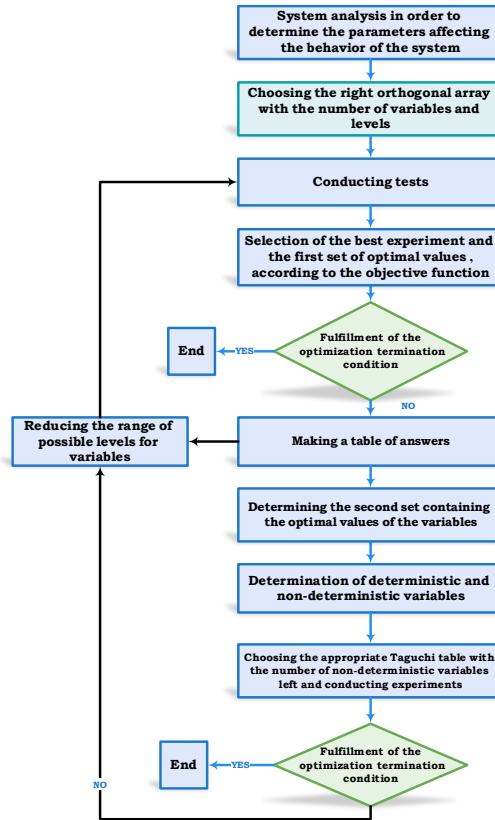 System analysis in order to
determine the parameters affecting
the behavior of the system
Choosing the right orthogonal array
with the number of variables and
levels
Conducting tests
Selection of the best experiment and
the first set of optimal values ,
according to the objective function
Fulfillment of the
optimization termination
condition
YES
End
NO
Making a table of answers
Reducing the range of
possible levels for
variables
Determining the second set containing
the optimal values of the variables
Determination of deterministic and
non-deterministic variables
Choosing the appropriate Taguchi table with
the number of non-deterministic variables
left and conducting experiments
Fulfillment of the
optimization termination
condition
YES
End
NO